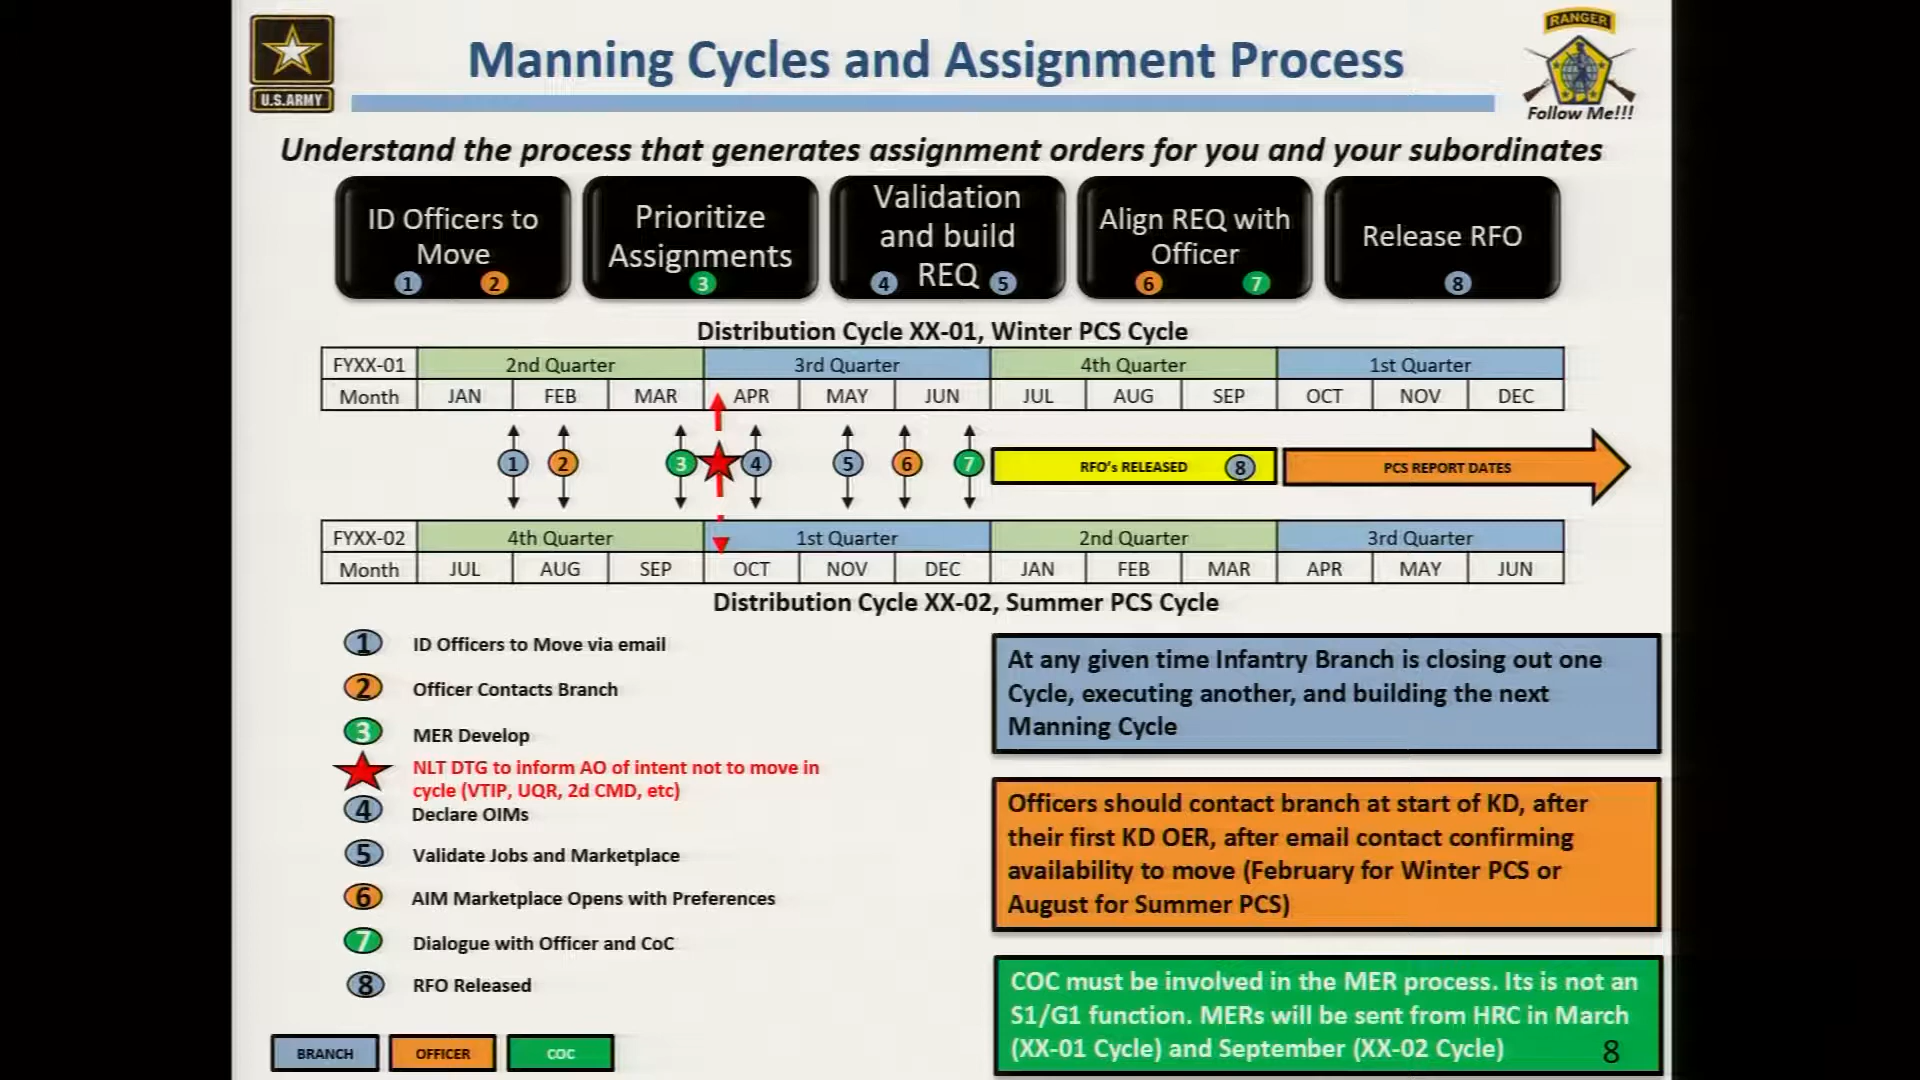 U.S.ARMY
Manning Cycles and Assignment Process
RANGER
Follow Me!!!
Understand the process that generates assignment orders for you and your subordinates
ID Officers to
Move
1 2
Prioritize
Assignments
3
Validation
and build
REQ
4 5
Align REQ with
Officer
6 7
Release RFO
8
Distribution Cycle XX-01, Winter PCS Cycle
FYXX-01 2nd Quarter 3rd Quarter 4th Quarter 1st Quarter
Month JAN FEB MAR APR MAY JUN JUL AUG SEP OCT NOV DEC
1 2 3 4 5 6 7 RFO's RELEASED 8 PCS REPORT DATES
FYXX-02 4th Quarter 1st Quarter 2nd Quarter 3rd Quarter
Month JUL AUG SEP OCT NOV DEC JAN FEB MAR APR MAY JUN
Distribution Cycle XX-02, Summer PCS Cycle
1 ID Officers to Move via email
2 Officer Contacts Branch
3 MER Develop
NLT DTG to inform AO of intent not to move in
cycle (VTIP, UQR, 2d CMD, etc)
4 Declare OIMs
5 Validate Jobs and Marketplace
6 AIM Marketplace Opens with Preferences
7 Dialogue with Officer and CoC
8 RFO Released
BRANCH OFFICER COC
At any given time Infantry Branch is closing out one
Cycle, executing another, and building the next
Manning Cycle
Officers should contact branch at start of KD, after
their first KD OER, after email contact confirming
availability to move (February for Winter PCS or
August for Summer PCS)
COC must be involved in the MER process. Its is not an
S1/G1 function. MERs will be sent from HRC in March
(XX-01 Cycle) and September (XX-02 Cycle)
8